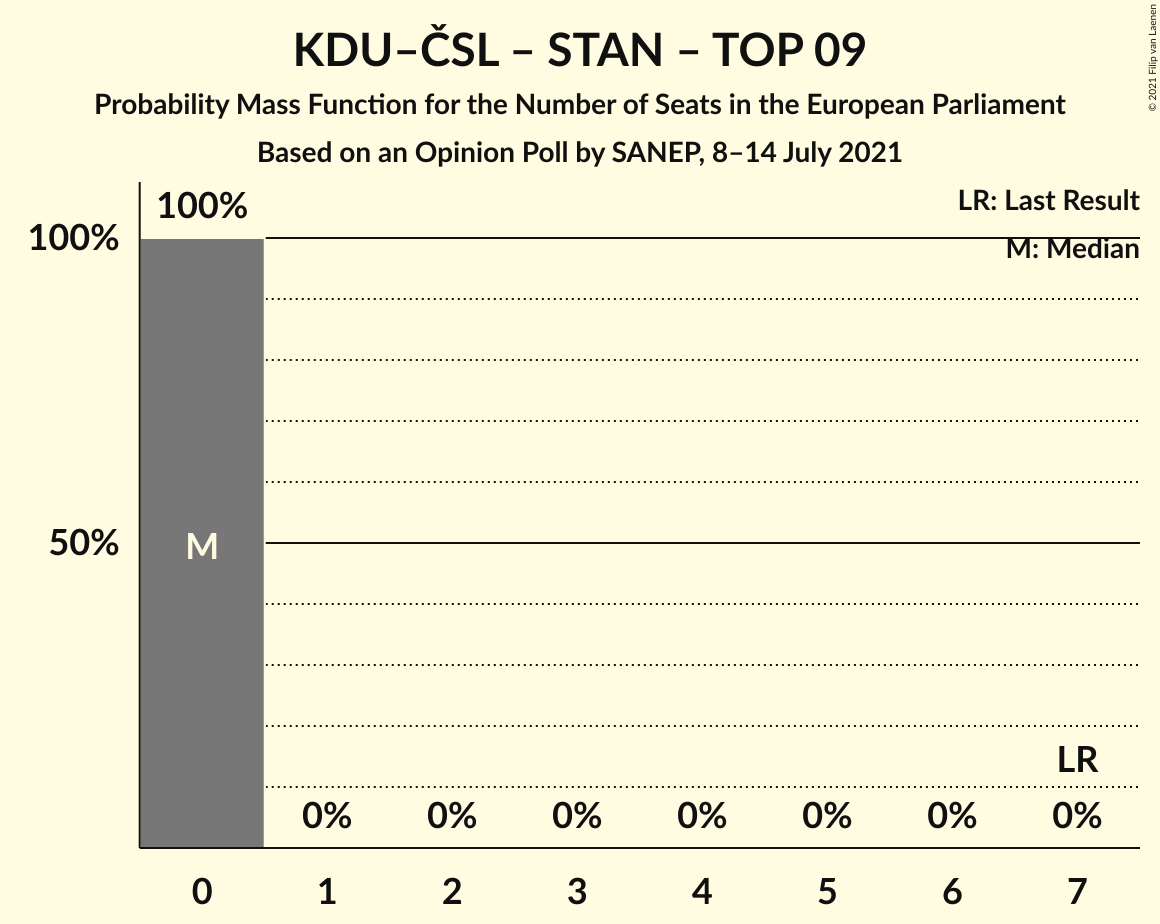 KDU–ČSL – STAN – TOP 09
Probability Mass Function for the Number of Seats in the European Parliament
Based on an Opinion Poll by SANEP, 8–14 July 2021
© 2021 Filip van Laenen
LR: Last Result
M: Median
100%
100%
50%
M
LR
0% 0% 0% 0% 0% 0% 0%
0 1 2 3 4 5 6 7